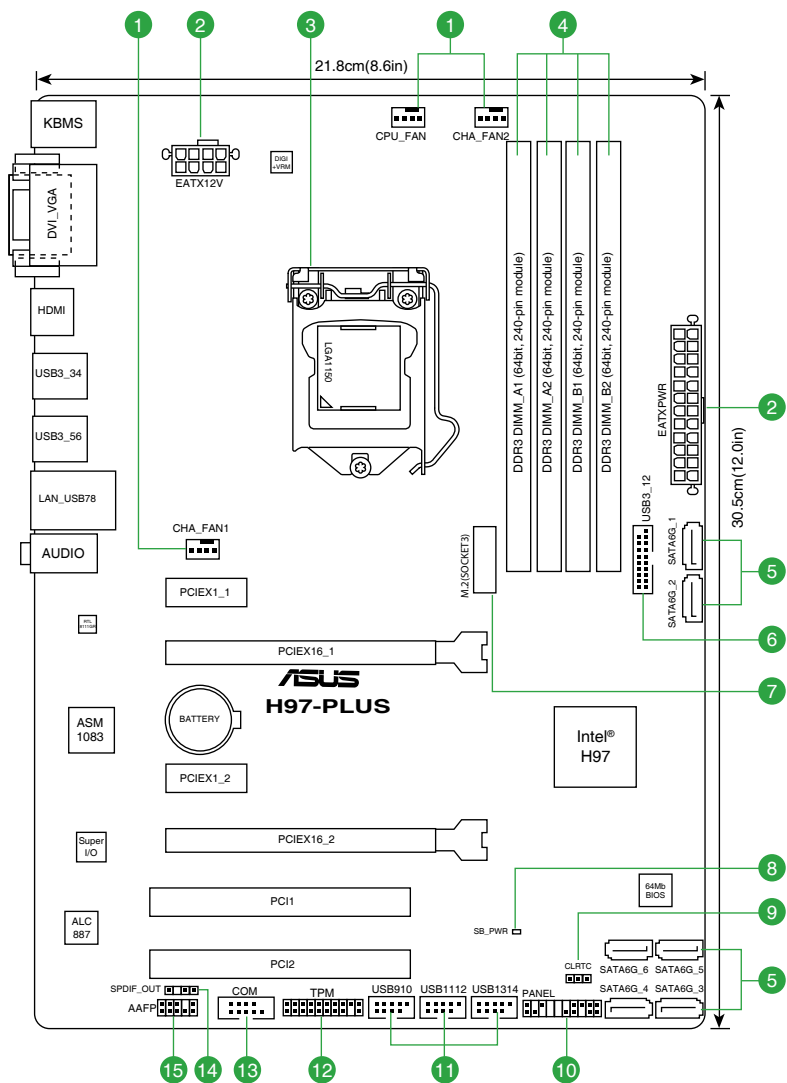 1
2
3
1
4
21.8cm(8.6in)
KBMS
CPU_FAN
CHA_FAN2
DIGI
+VRM
EATX12V
DVI_VGA
HDMI
LGA1150
DDR3 DIMM_A1 (64bit, 240-pin module)
DDR3 DIMM_A2 (64bit, 240-pin module)
DDR3 DIMM_B1 (64bit, 240-pin module)
DDR3 DIMM_B2 (64bit, 240-pin module)
EATXPWR
2
USB3_34
USB3_56
LAN_USB78
30.5cm(12.0in)
USB3_12
SATA6G_1
SATA6G_2
5
CHA_FAN1
1
AUDIO
M.2(SOCKET3)
PCIEX1_1
RTL
8111GR
6
PCIEX16_1
7
ASUS
H97-PLUS
BATTERY
ASM
1083
Intel®
H97
PCIEX1_2
Super
I/O
PCIEX16_2
8
64Mb
BIOS
PCI1
ALC
887
SB_PWR
9
PCI2
CLRTC
SATA6G_6
SATA6G_5
5
SPDIF_OUT
AAFP
COM
TPM
USB910
USB1112
USB1314
PANEL
SATA6G_4
SATA6G_3
15
14
13
12
11
10